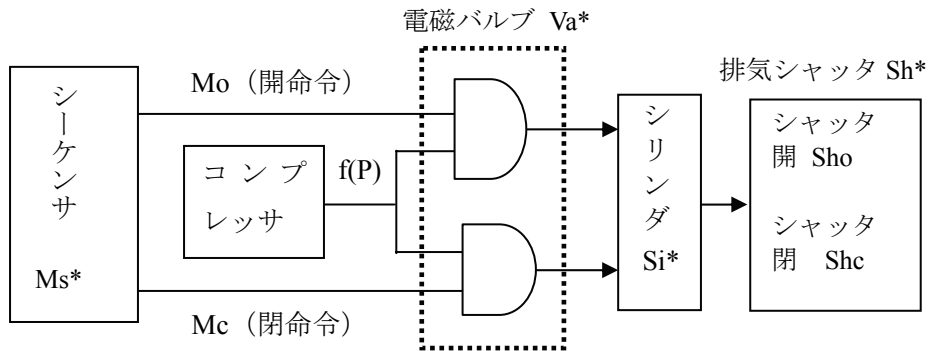 電磁バルブ Va*
Mo（開命令）
排気シャッタ Sh*
シーケンサ
Ms*
コンプ
レッサ
f(P)
シリンダ
Si*
シャッタ
開 Sho
シャッタ
閉 Shc
Mc（閉命令）